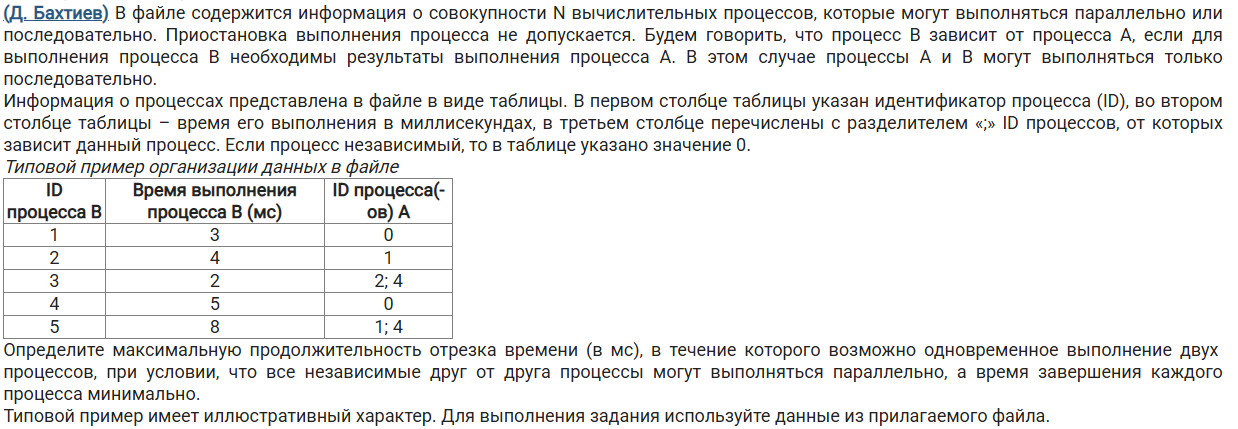 (Д. Бахтиев) В файле содержится информация о совокупности N вычислительных процессов, которые могут выполняться параллельно или
последовательно. Приостановка выполнения процесса не допускается. Будем говорить, что процесс B зависит от процесса A, если для
выполнения процесса B необходимы результаты выполнения процесса A. В этом случае процессы A и B могут выполняться только
последовательно.
Информация о процессах представлена в файле в виде таблицы. В первом столбце таблицы указан идентификатор процесса (ID), во втором
столбце таблицы – время его выполнения в миллисекундах, в третьем столбце перечислены с разделителем «;» ID процессов, от которых
зависит данный процесс. Если процесс независимый, то в таблице указано значение 0.
Типовой пример организации данных в файле
ID процесса B | Время выполнения процесса B (мс) | ID процесса(-ов) A
1 3 0
2 4 1
3 2 2; 4
4 5 0
5 8 1; 4
Определите максимальную продолжительность отрезка времени (в мс), в течение которого возможно одновременное выполнение двух
процессов, при условии, что все независимые друг от друга процессы могут выполняться параллельно, а время завершения каждого
процесса минимально.
Типовой пример имеет иллюстративный характер. Для выполнения задания используйте данные из прилагаемого файла.